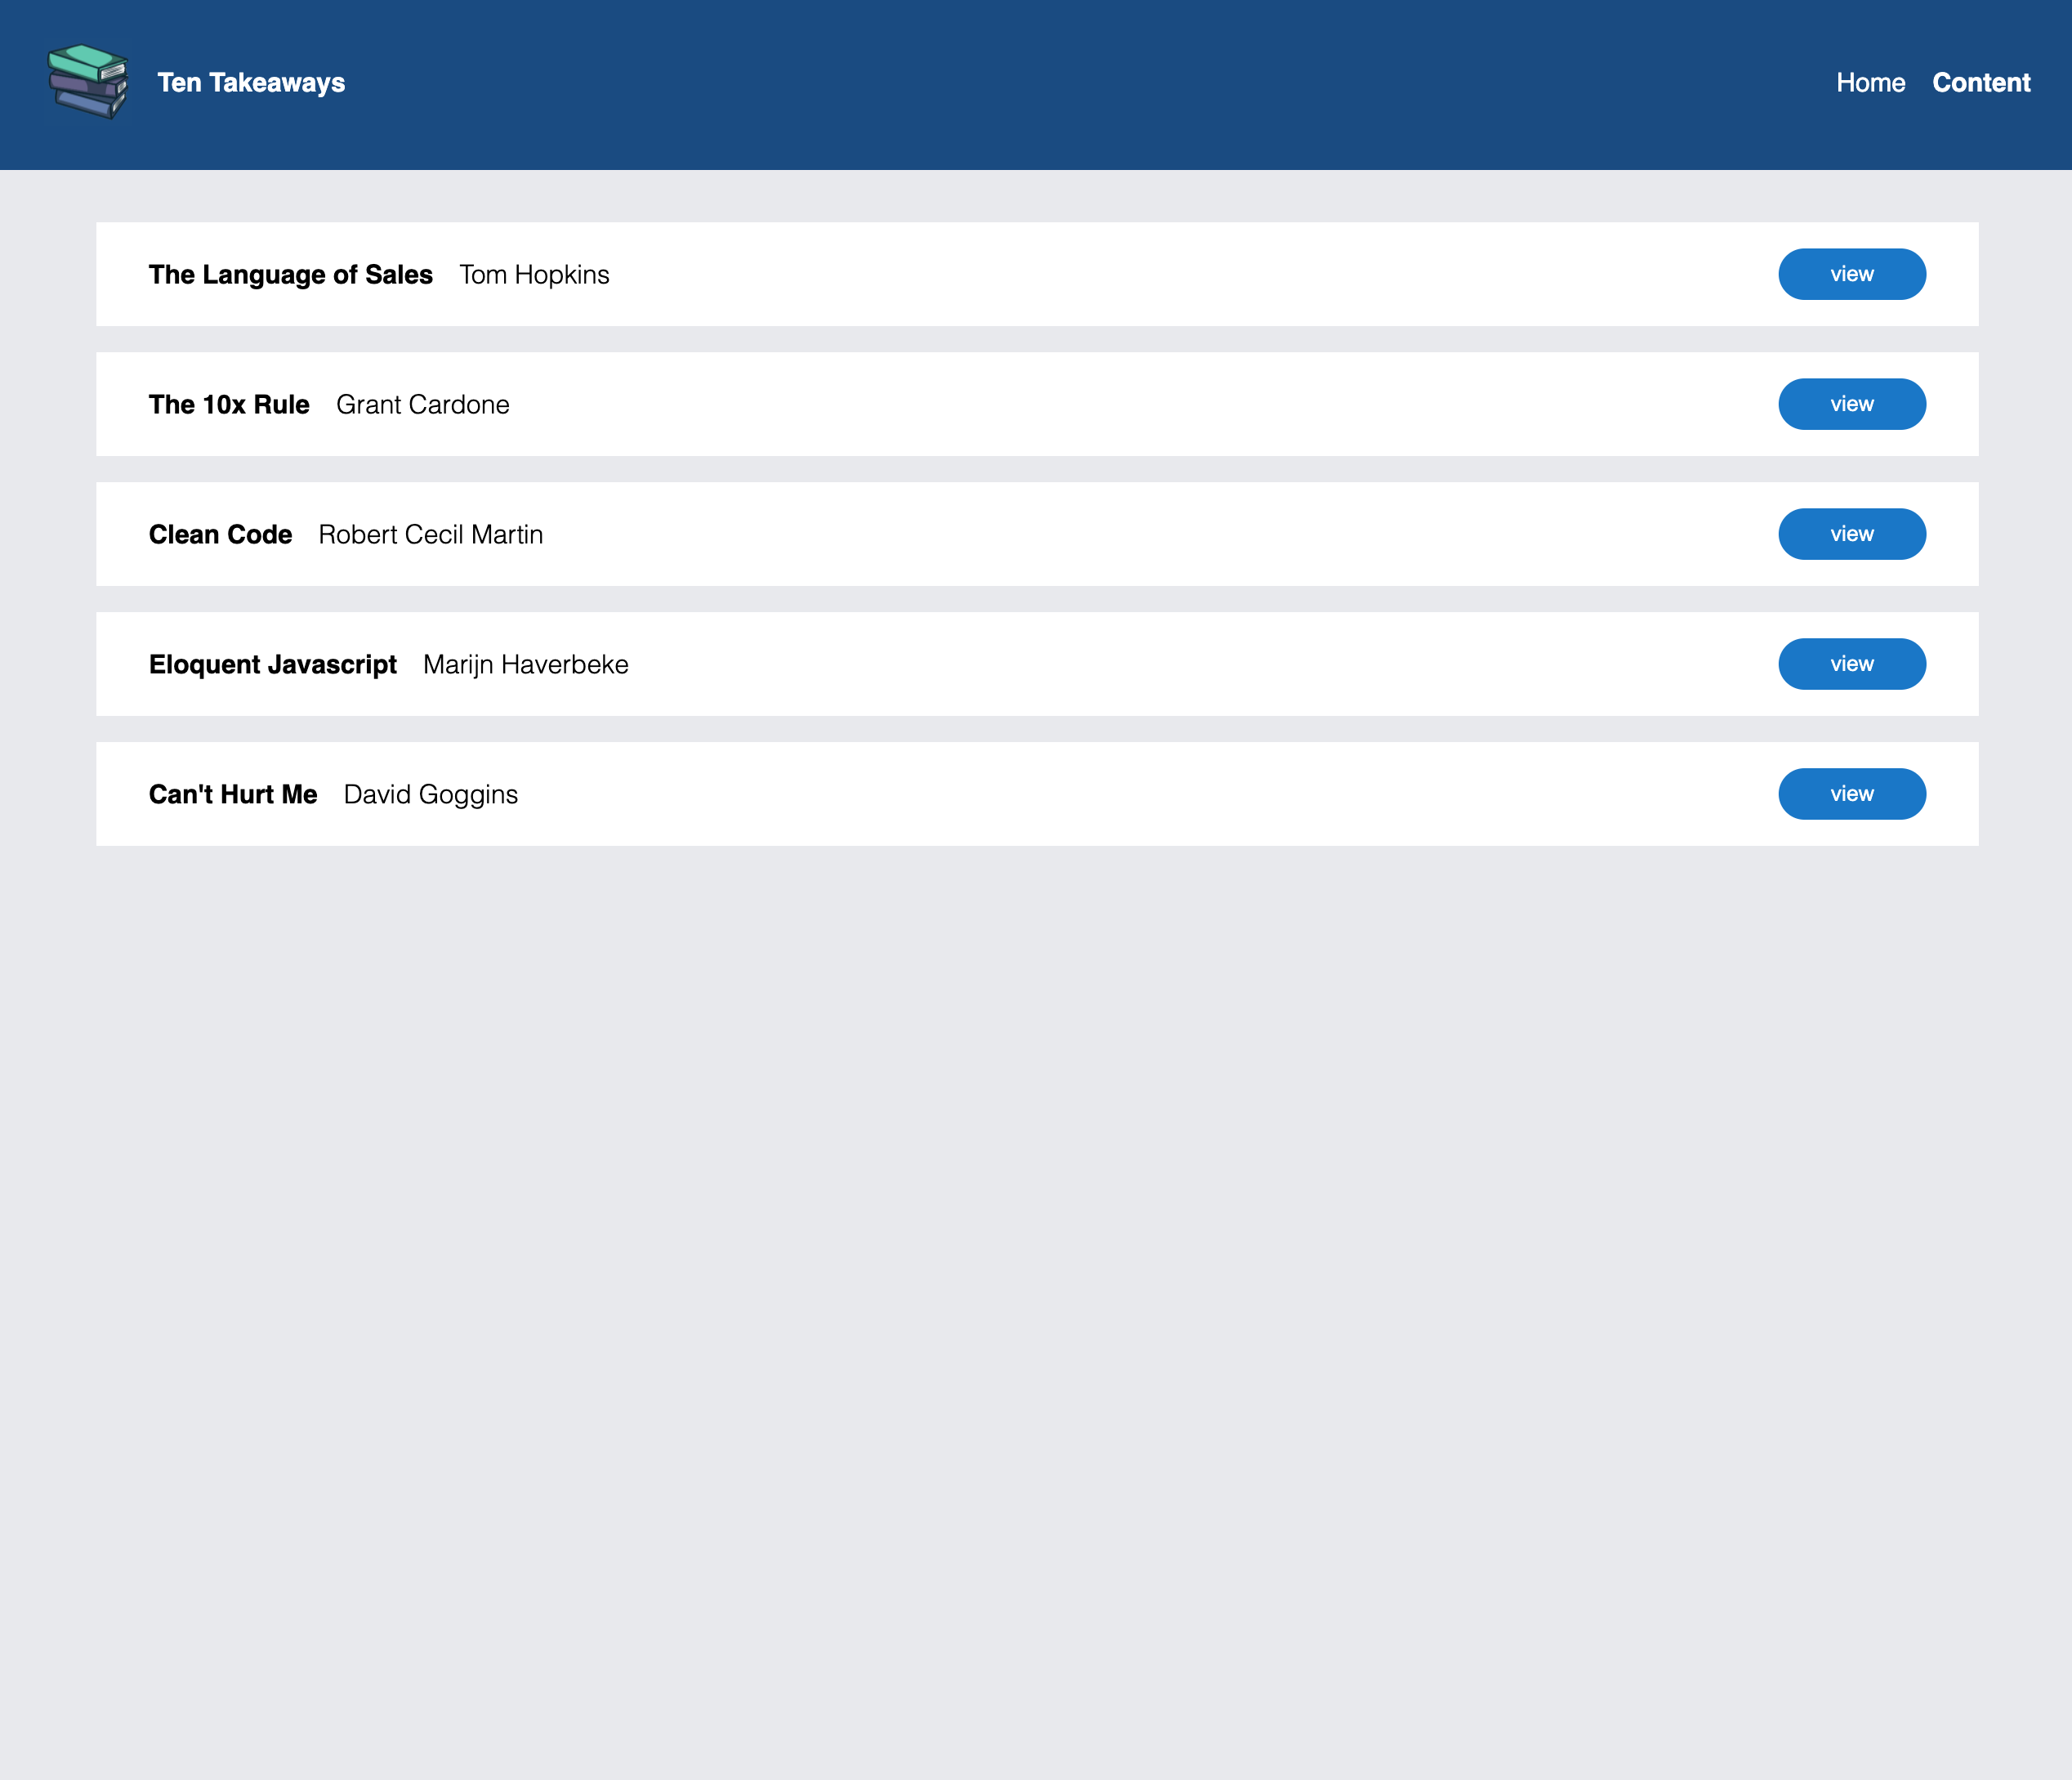 Ten Takeaways
Home Content
The Language of Sales Tom Hopkins view
The 10x Rule Grant Cardone view
Clean Code Robert Cecil Martin view
Eloquent Javascript Marijn Haverbeke view
Can't Hurt Me David Goggins view